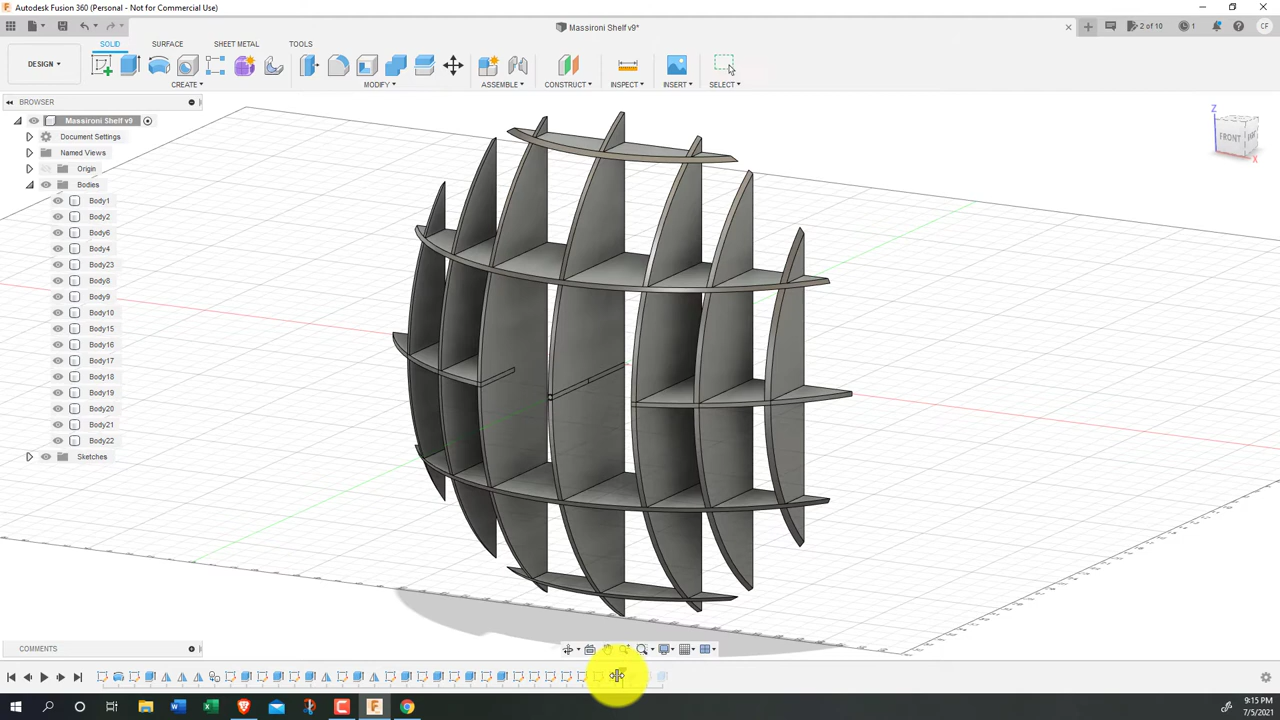 Autodesk Fusion 360 (Personal - Not for Commercial Use)
Massironi Shelf v9*
2 of 10
1
CF
SOLID SURFACE SHEET METAL TOOLS
DESIGN
CREATE MODIFY ASSEMBLE CONSTRUCT INSPECT INSERT SELECT
BROWSER
Massironi Shelf v9
Document Settings
Named Views
Origin
Bodies
Body1
Body2
Body6
Body4
Body23
Body8
Body9
Body10
Body15
Body16
Body17
Body18
Body19
Body20
Body21
Body22
Sketches
Z
FRONT
X
COMMENTS
9:15 PM
7/5/2021